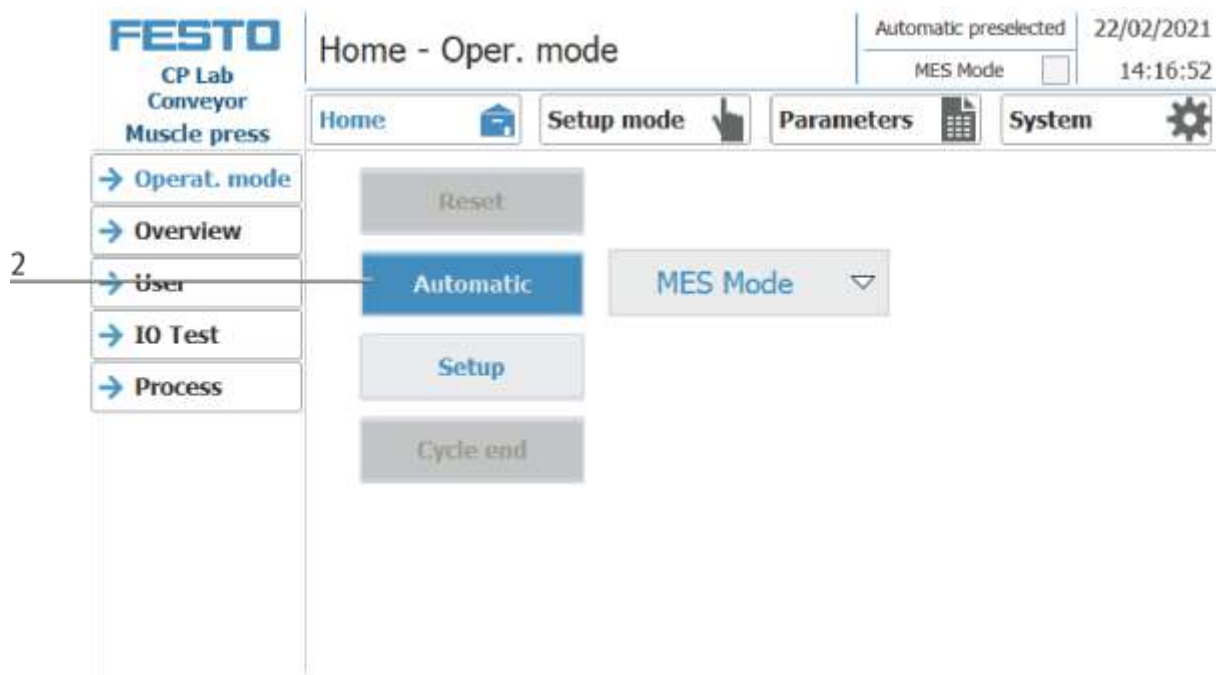 FESTO
CP Lab
Conveyor
Muscle press
Home - Oper. mode
Automatic preselected
MES Mode
22/02/2021
14:16:52
Home
Setup mode
Parameters
System
Operat. mode
Overview
User
IO Test
Process
2
Reset
Automatic
MES Mode
Setup
Cycle end